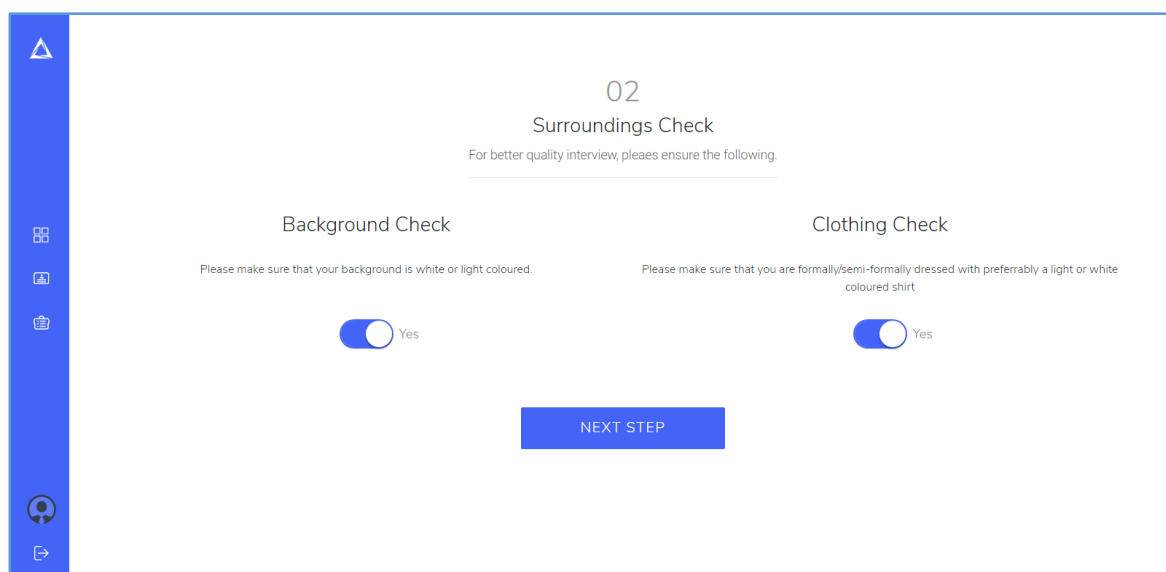 02
Surroundings Check
For better quality interview, pleaes ensure the following.
Background Check
Please make sure that your background is white or light coloured.
Yes
Clothing Check
Please make sure that you are formally/semi-formally dressed with preferrably a light or white
coloured shirt
Yes
NEXT STEP